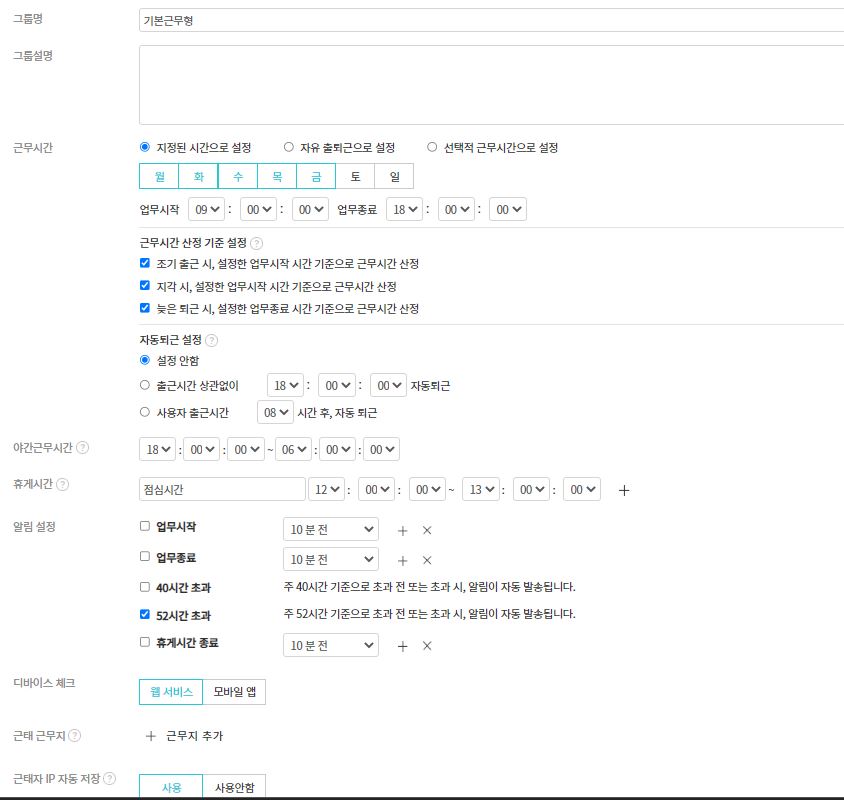 그룹명 기본근무형
그룹설명
근무시간 지정된 시간으로 설정 자유 출퇴근으로 설정 선택적 근무시간으로 설정
월 화 수 목 금 토 일
업무시작 09 : 00 : 00 업무종료 18 : 00 : 00
근무시간 산정 기준 설정 ?
조기 출근 시, 설정한 업무시작 시간 기준으로 근무시간 산정
지각 시, 설정한 업무시작 시간 기준으로 근무시간 산정
늦은 퇴근 시, 설정한 업무종료 시간 기준으로 근무시간 산정
자동퇴근 설정 ?
설정 안함
출근시간 상관없이 18 : 00 : 00 자동퇴근
사용자 출근시간 08 시간 후, 자동 퇴근
야간근무시간 ? 18 : 00 : 00 ~ 06 : 00 : 00
휴게시간 ? 점심시간 12 : 00 : 00 ~ 13 : 00 : 00 +
알림 설정 업무시작 10 분 전 + ×
업무종료 10 분 전 + ×
40시간 초과 주 40시간 기준으로 초과 전 또는 초과 시, 알림이 자동 발송됩니다.
52시간 초과 주 52시간 기준으로 초과 전 또는 초과 시, 알림이 자동 발송됩니다.
휴게시간 종료 10 분 전 + ×
디바이스 체크 웹 서비스 모바일 앱
근태 근무지 ? + 근무지 추가
근태자 IP 자동 저장 ? 사용 사용안함